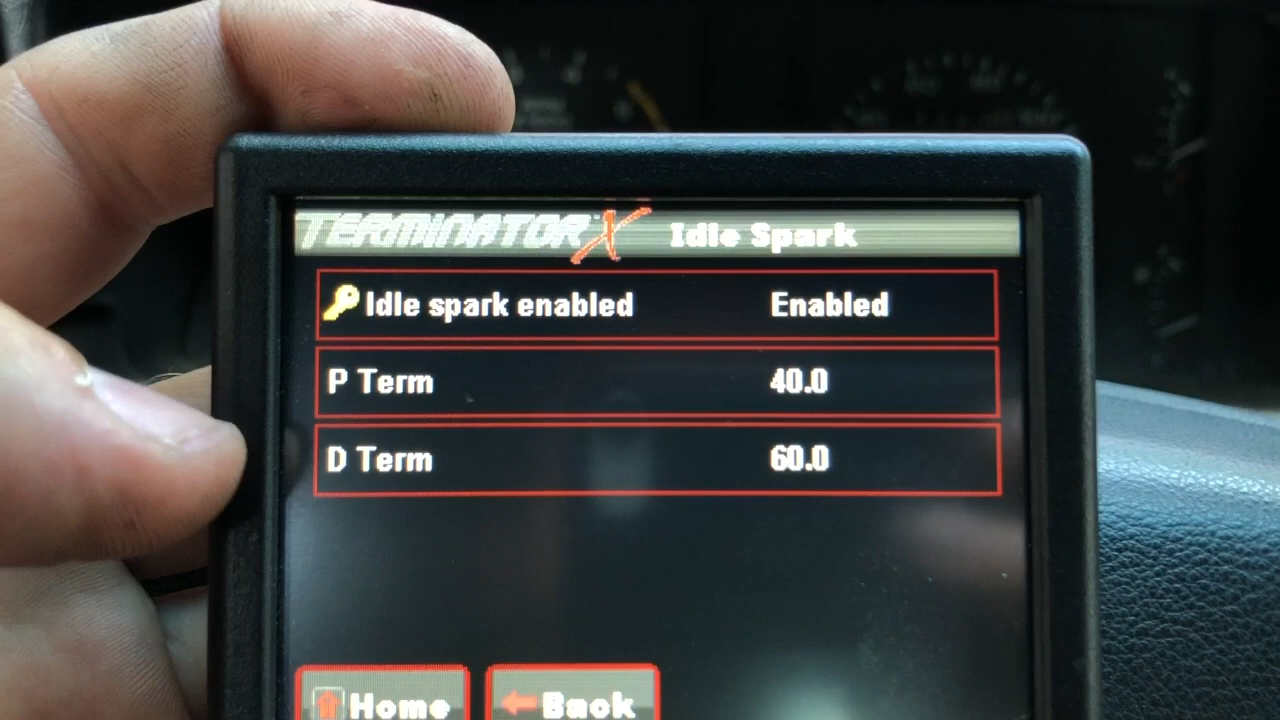 TERMINATOR X Idle Spark
Idle spark enabled Enabled
P Term 40.0
D Term 60.0
Home Back